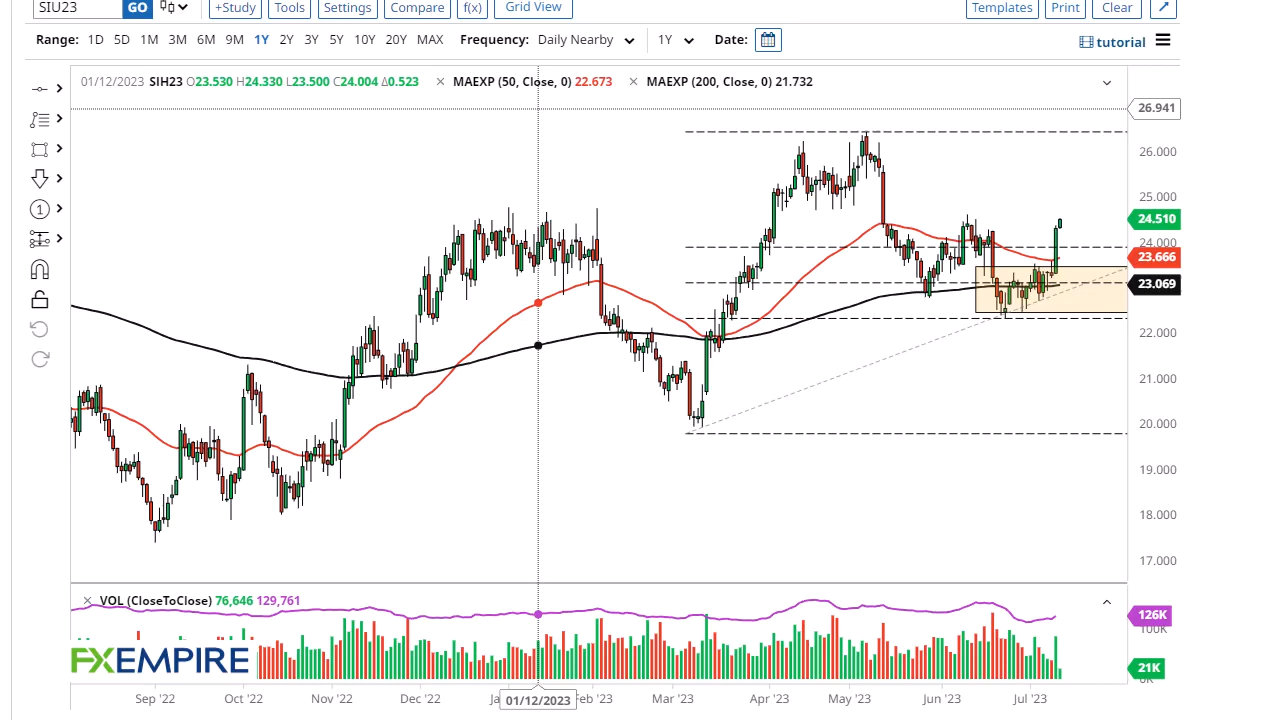 SIU23 GO +Study Tools Settings Compare f(x) Grid View Templates Print Clear
Range: 1D 5D 1M 3M 6M 9M 1Y 2Y 3Y 5Y 10Y 20Y MAX Frequency: Daily Nearby 1Y Date: tutorial
01/12/2023 SIH23 O23.530 H24.330 L23.500 C24.004 Δ0.523 × MAEXP (50, Close, 0) 22.673 × MAEXP (200, Close, 0) 21.732
26.941
26.000
25.000
24.510
24.000
23.666
23.069
22.000
21.000
20.000
19.000
18.000
17.000
1
× VOL (CloseToClose) 76,646 129,761
126K
100K
21K
0K
FXEMPIRE
Sep '22 Oct '22 Nov '22 Dec '22 01/12/2023 Feb '23 Mar '23 Apr '23 May '23 Jun '23 Jul '23